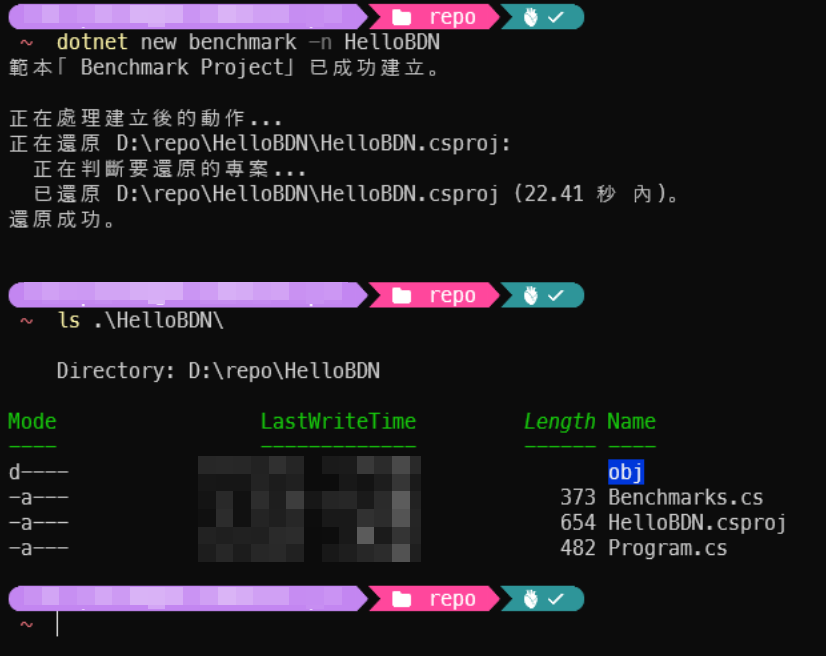 repo
~ dotnet new benchmark -n HelloBDN
範本「 Benchmark Project」已成功建立。
正在處理建立後的動作...
正在還原 D:\repo\HelloBDN\HelloBDN.csproj:
正在判斷要還原的專案...
已還原 D:\repo\HelloBDN\HelloBDN.csproj (22.41 秒 內)。
還原成功。
repo
~ ls .\HelloBDN\
Directory: D:\repo\HelloBDN
Mode LastWriteTime Length Name
---- ------------- ------ ----
d---- obj
-a--- 373 Benchmarks.cs
-a--- 654 HelloBDN.csproj
-a--- 482 Program.cs
repo
~